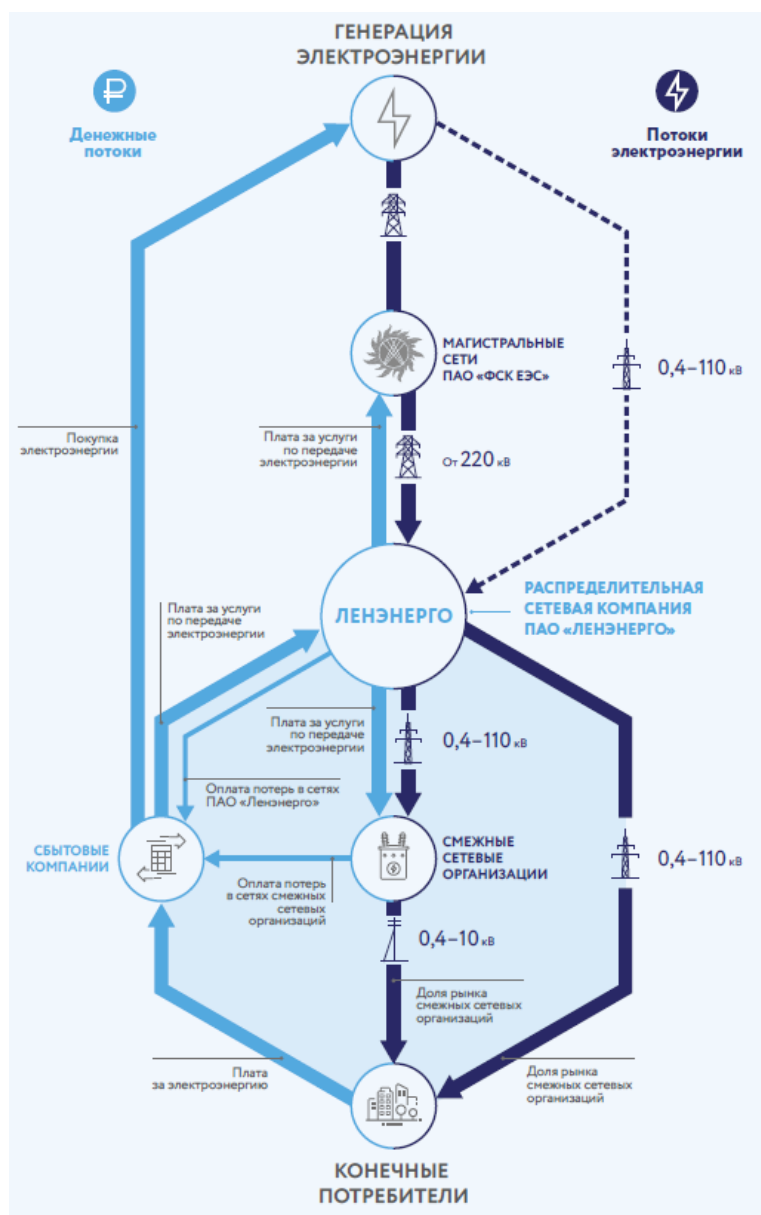 ГЕНЕРАЦИЯ
ЭЛЕКТРОЭНЕРГИИ
Денежные
потоки
Потоки
электроэнергии
МАГИСТРАЛЬНЫЕ
СЕТИ
ПАО «ФСК ЕЭС»
0,4–110 кВ
Покупка
электроэнергии
Плата за услуги
по передаче
электроэнергии
От 220 кВ
ЛЕНЭНЕРГО
РАСПРЕДЕЛИТЕЛЬНАЯ
СЕТЕВАЯ КОМПАНИЯ
ПАО «ЛЕНЭНЕРГО»
Плата за услуги
по передаче
электроэнергии
Плата за услуги
по передаче
электроэнергии
0,4–110 кВ
Оплата потерь в сетях
ПАО «Ленэнерго»
СБЫТОВЫЕ
КОМПАНИИ
СМЕЖНЫЕ
СЕТЕВЫЕ
ОРГАНИЗАЦИИ
0,4–110 кВ
Оплата потерь
в сетях смежных
сетевых
организаций
0,4–10 кВ
Доля рынка
смежных сетевых
организаций
Плата
за электроэнергию
Доля рынка
смежных сетевых
организаций
КОНЕЧНЫЕ
ПОТРЕБИТЕЛИ